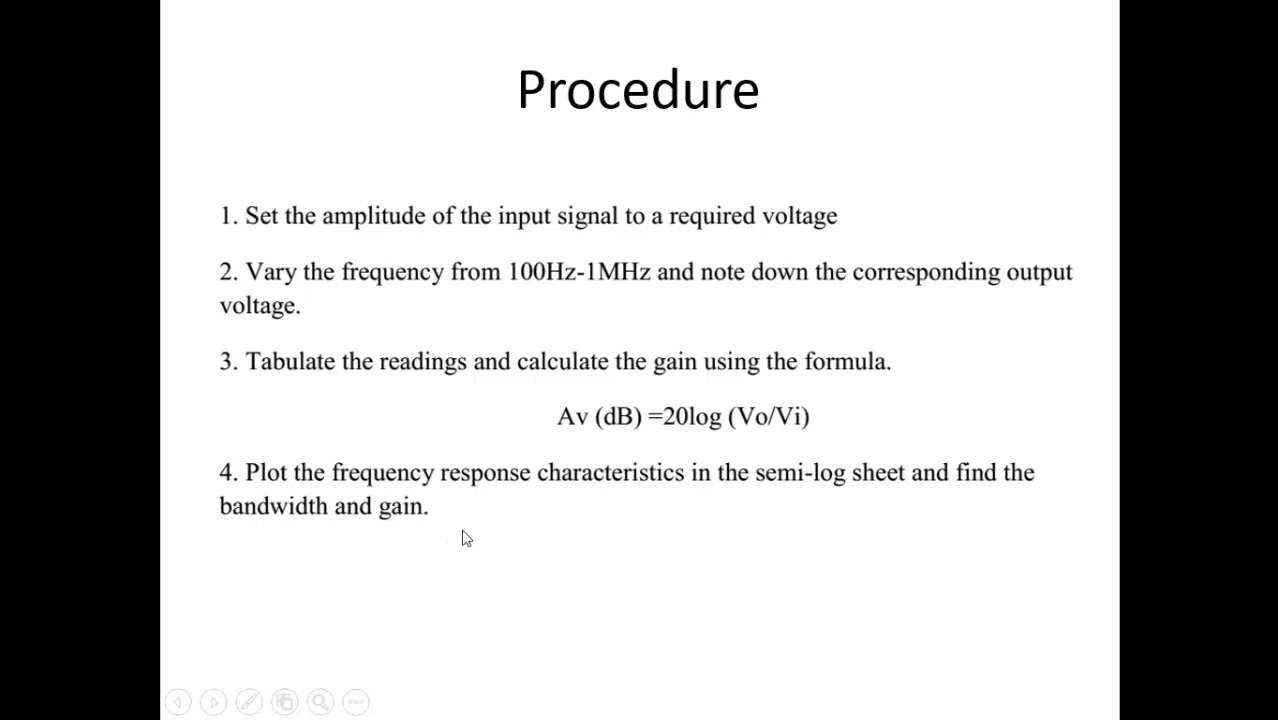 Procedure
1. Set the amplitude of the input signal to a required voltage
2. Vary the frequency from 100Hz-1MHz and note down the corresponding output
voltage.
3. Tabulate the readings and calculate the gain using the formula.
Av (dB) =20log (Vo/Vi)
4. Plot the frequency response characteristics in the semi-log sheet and find the
bandwidth and gain.